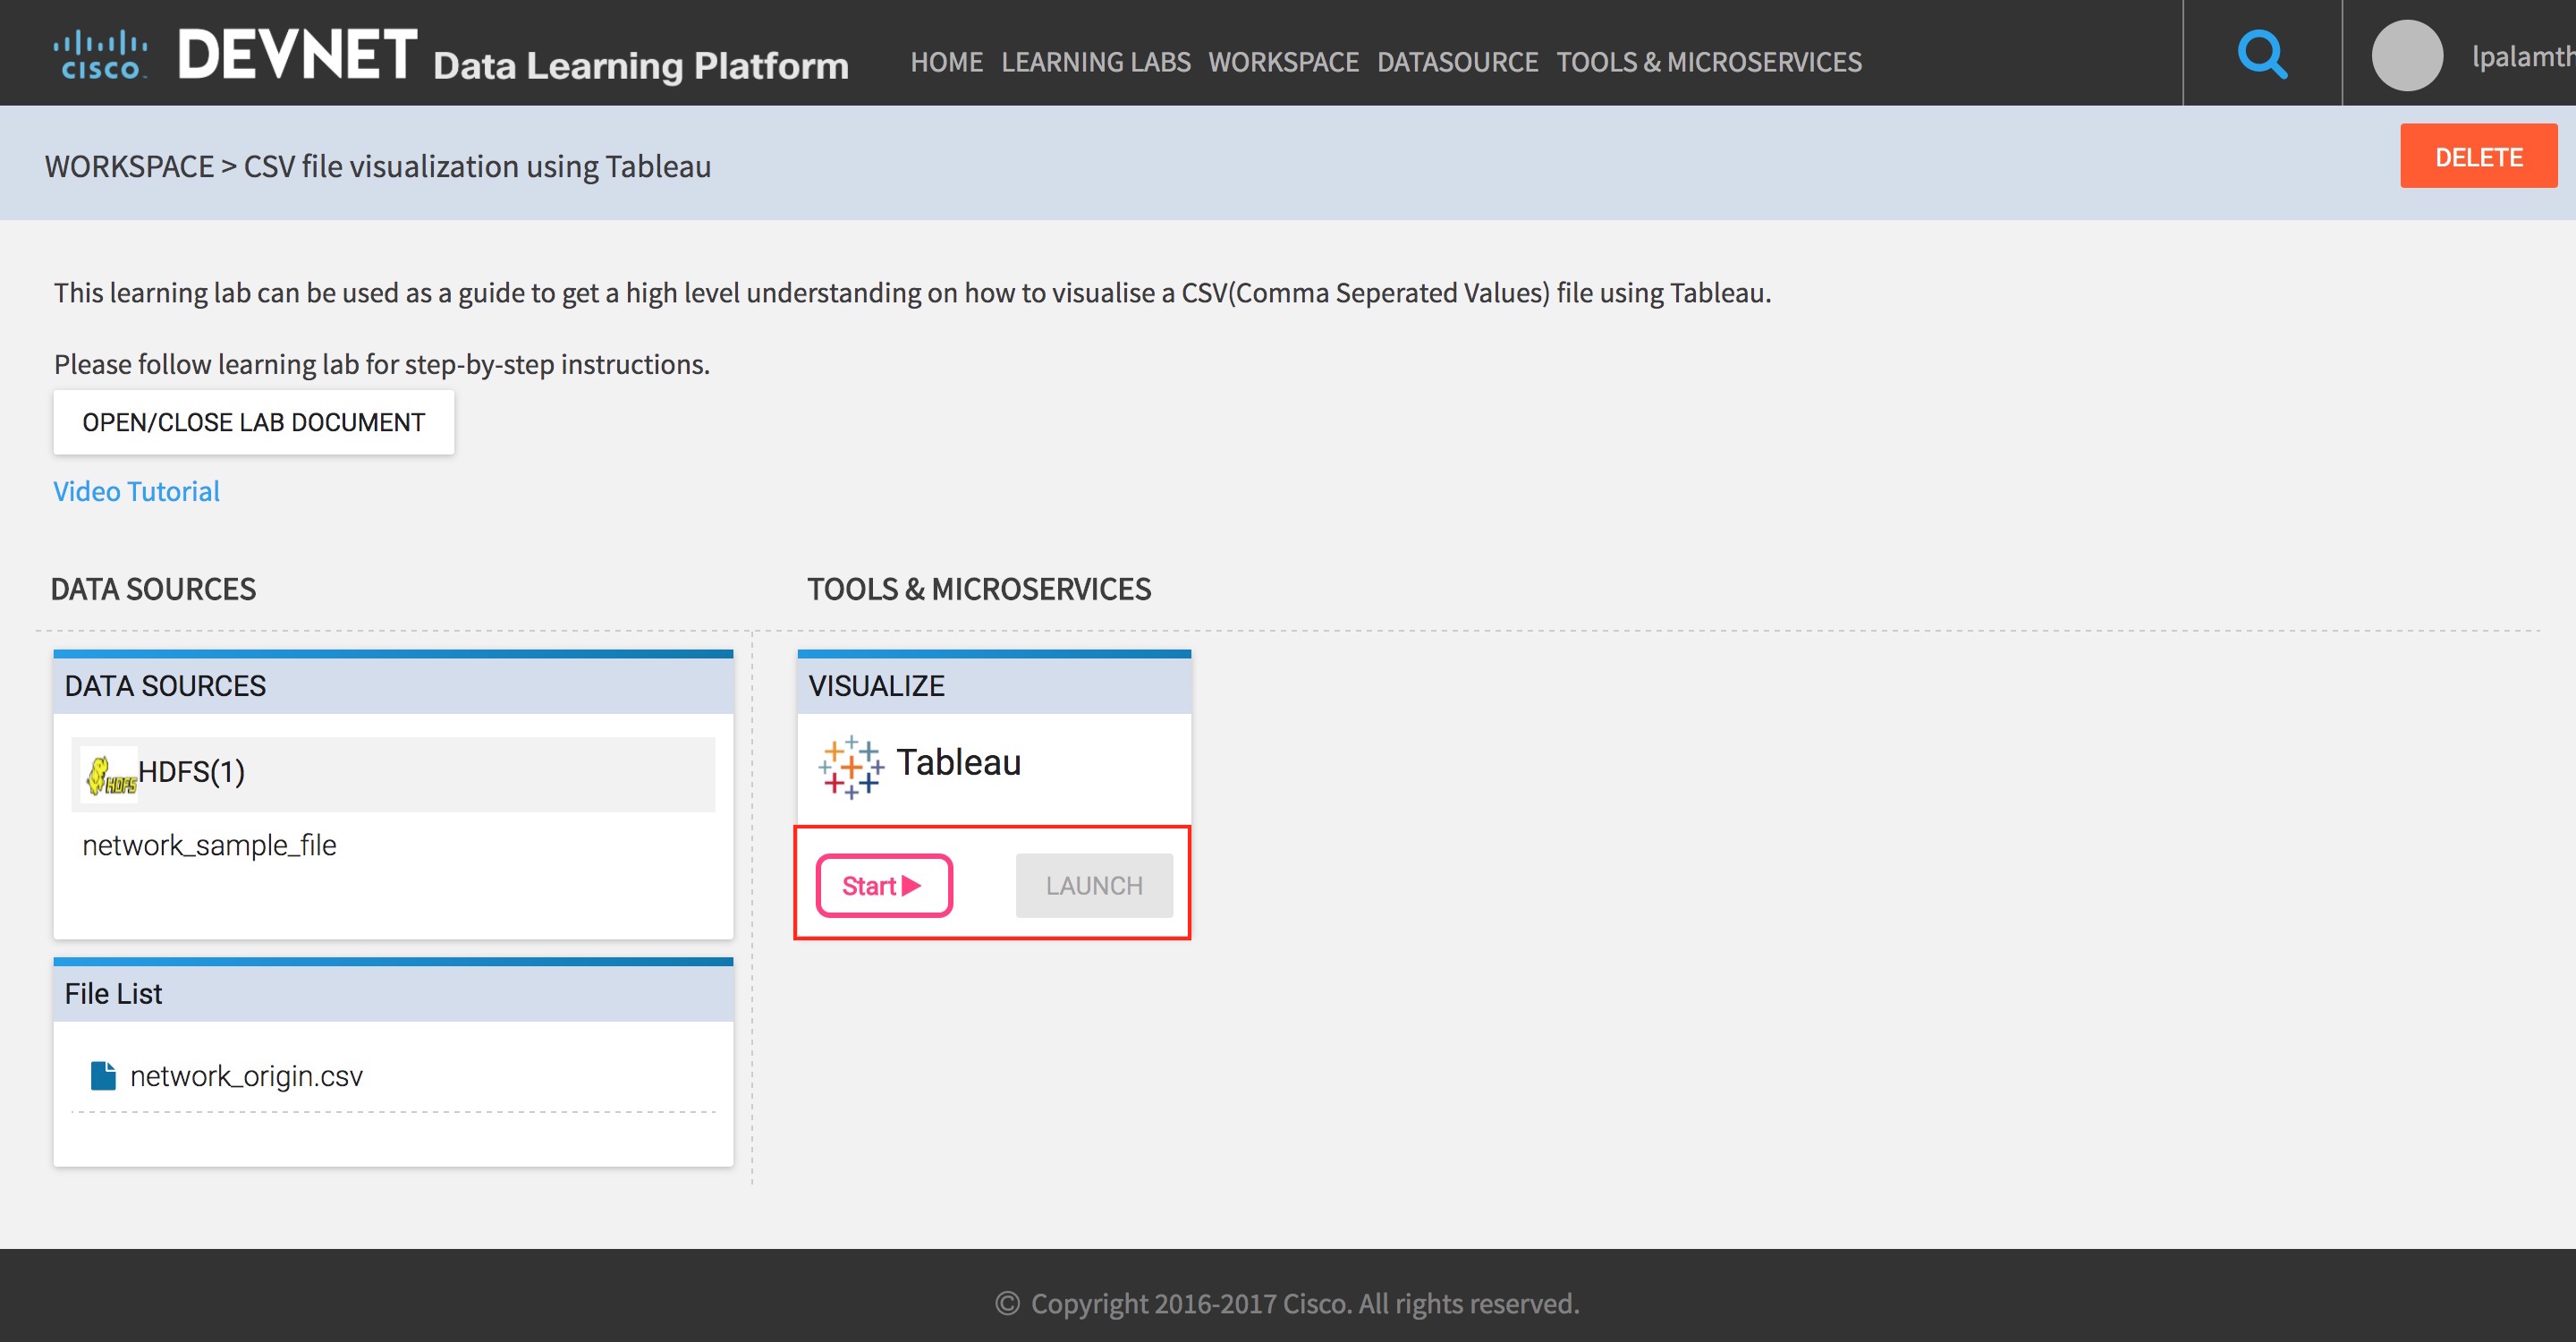 CISCO DEVNET Data Learning Platform HOME LEARNING LABS WORKSPACE DATASOURCE TOOLS & MICROSERVICES lpalamth
WORKSPACE > CSV file visualization using Tableau DELETE
This learning lab can be used as a guide to get a high level understanding on how to visualise a CSV(Comma Seperated Values) file using Tableau.
Please follow learning lab for step-by-step instructions.
OPEN/CLOSE LAB DOCUMENT
Video Tutorial
DATA SOURCES
TOOLS & MICROSERVICES
DATA SOURCES
HDFS HDFS(1)
network_sample_file
File List
network_origin.csv
VISUALIZE
Tableau
Start LAUNCH
© Copyright 2016-2017 Cisco. All rights reserved.